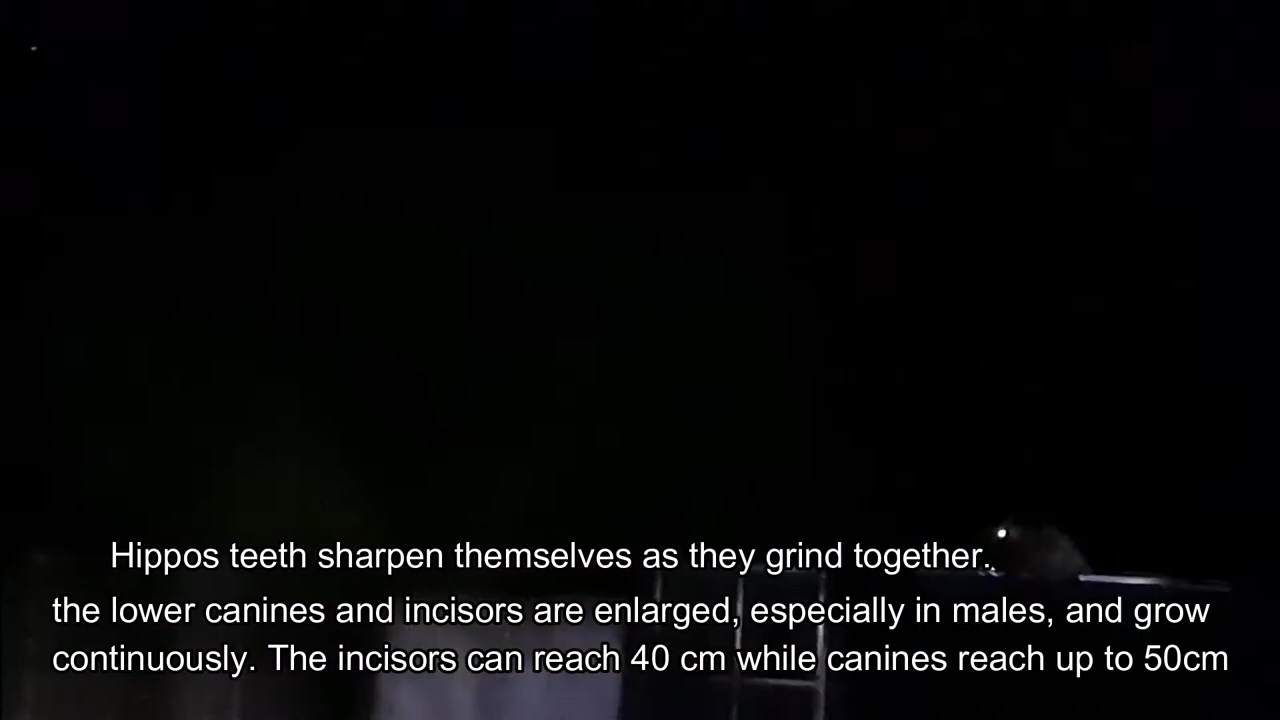 Hippos teeth sharpen themselves as they grind together.
the lower canines and incisors are enlarged, especially in males, and grow
continuously. The incisors can reach 40 cm while canines reach up to 50cm